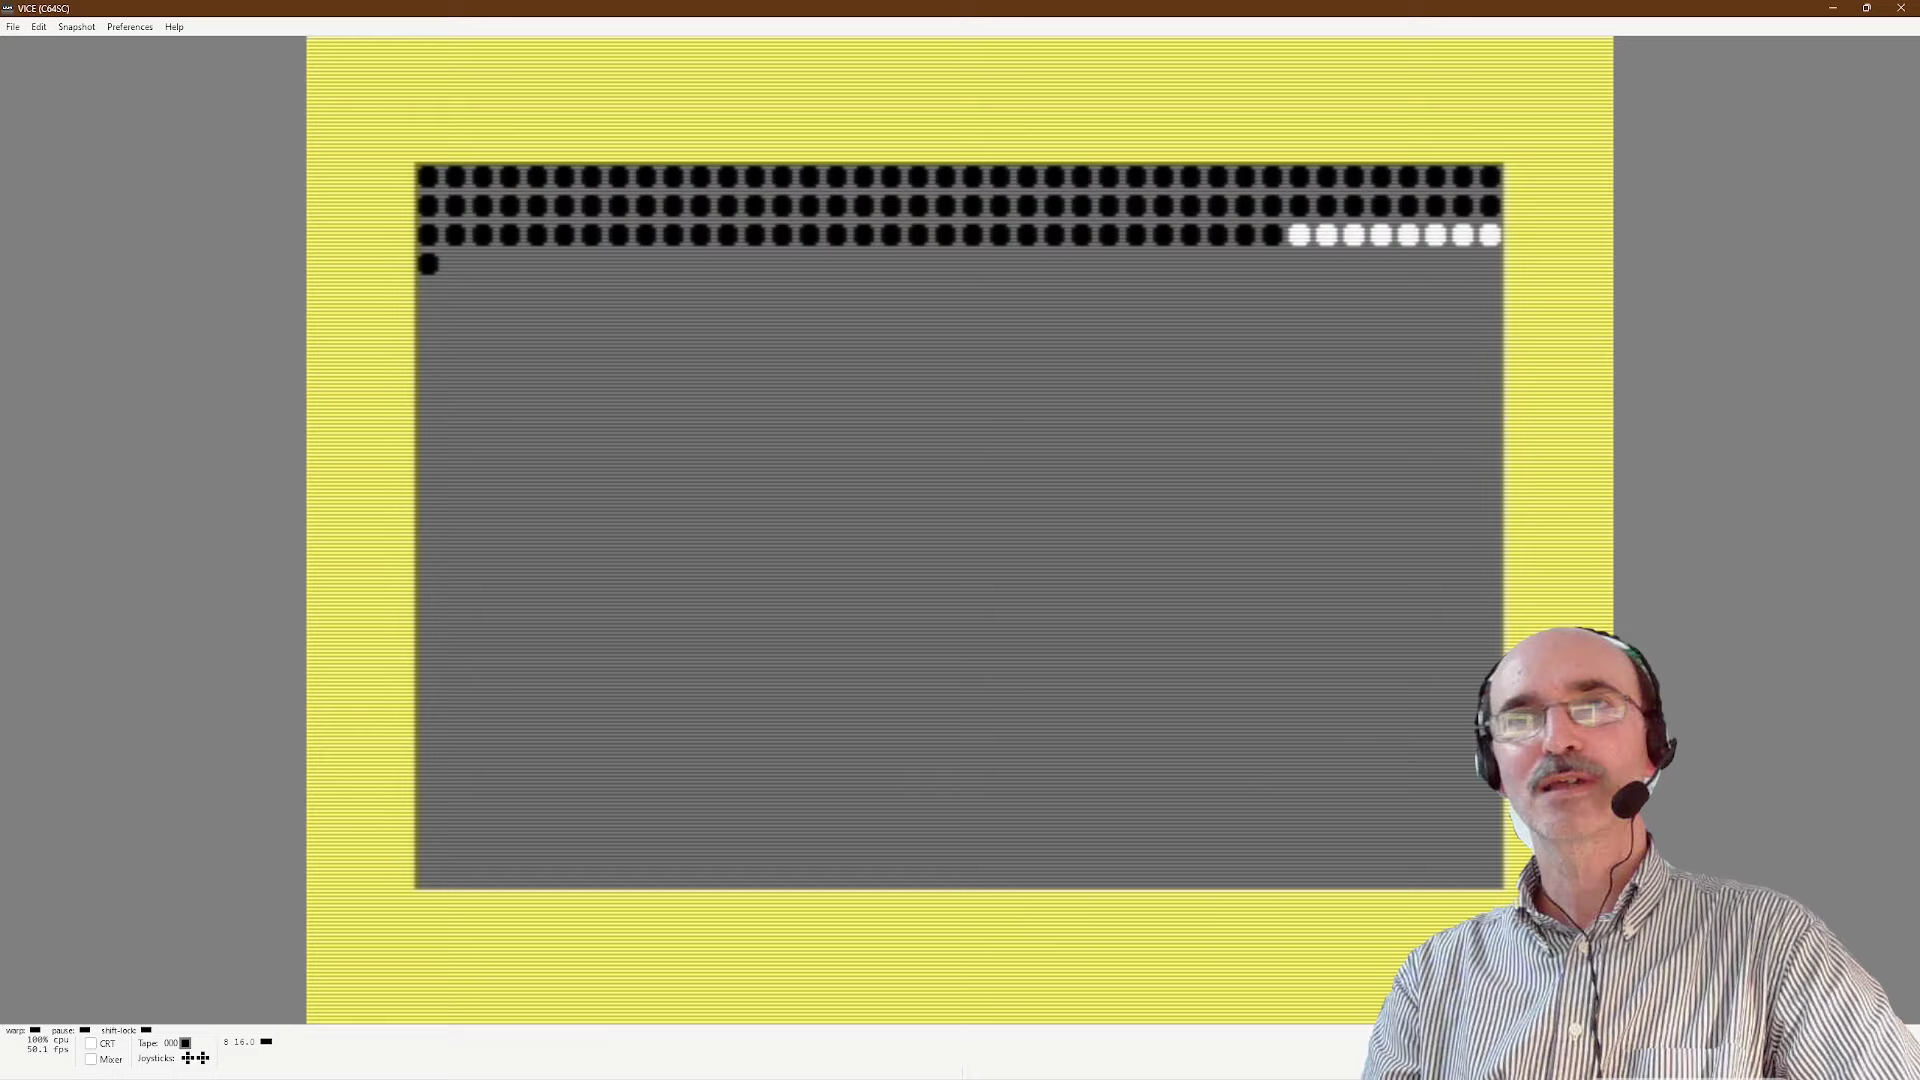 VICE (C64SC)
File Edit Snapshot Preferences Help
warp: pause: shift-lock:
100% cpu
50.1 fps
CRT
Mixer
Tape: 000
Joysticks:
8 16.0